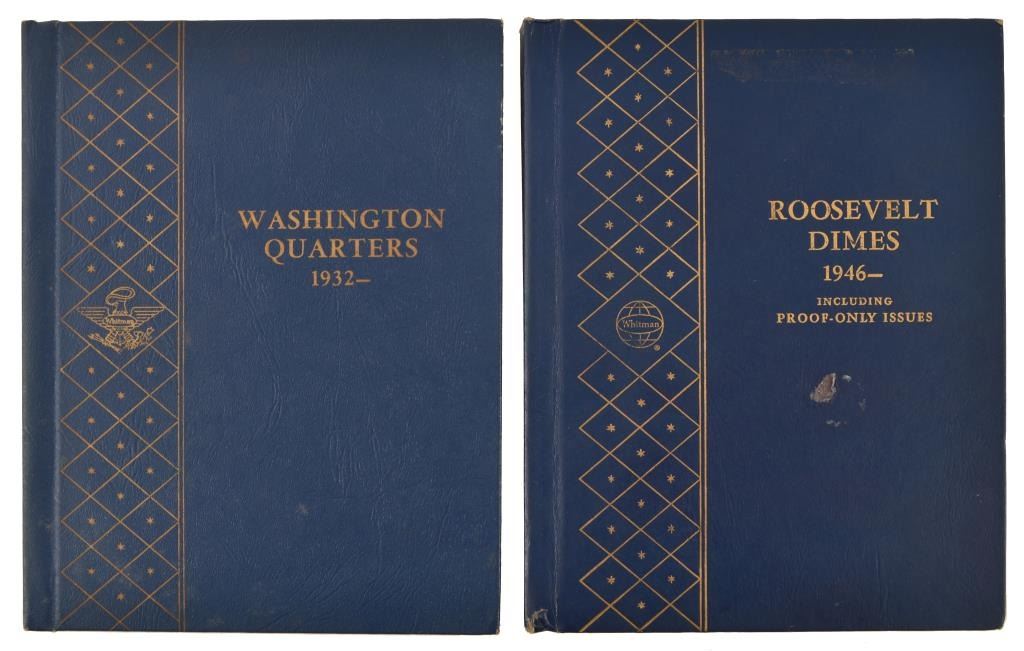 WASHINGTON
QUARTERS
1932—
Whitman
ROOSEVELT
DIMES
1946—
INCLUDING
PROOF-ONLY ISSUES
Whitman
®